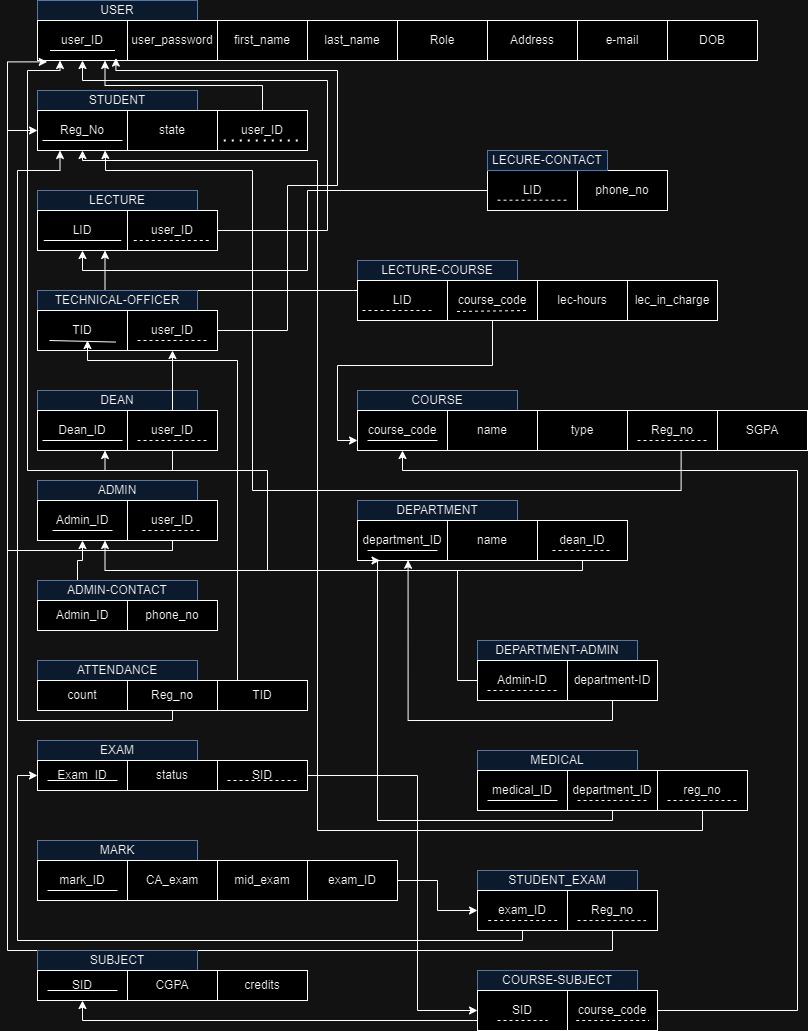 USER
user_ID user_password first_name last_name Role Address e-mail DOB
STUDENT
Reg_No state user_ID
LECURE-CONTACT
LID phone_no
LECTURE
LID user_ID
LECTURE-COURSE
LID course_code lec-hours lec_in_charge
TECHNICAL-OFFICER
TID user_ID
DEAN
Dean_ID user_ID
COURSE
course_code name type Reg_no SGPA
ADMIN
Admin_ID user_ID
DEPARTMENT
department_ID name dean_ID
ADMIN-CONTACT
Admin_ID phone_no
DEPARTMENT-ADMIN
Admin-ID department-ID
ATTENDANCE
count Reg_no TID
EXAM
Exam_ID status SID
MEDICAL
medical_ID department_ID reg_no
MARK
mark_ID CA_exam mid_exam exam_ID
STUDENT_EXAM
exam_ID Reg_no
SUBJECT
SID CGPA credits
COURSE-SUBJECT
SID course_code